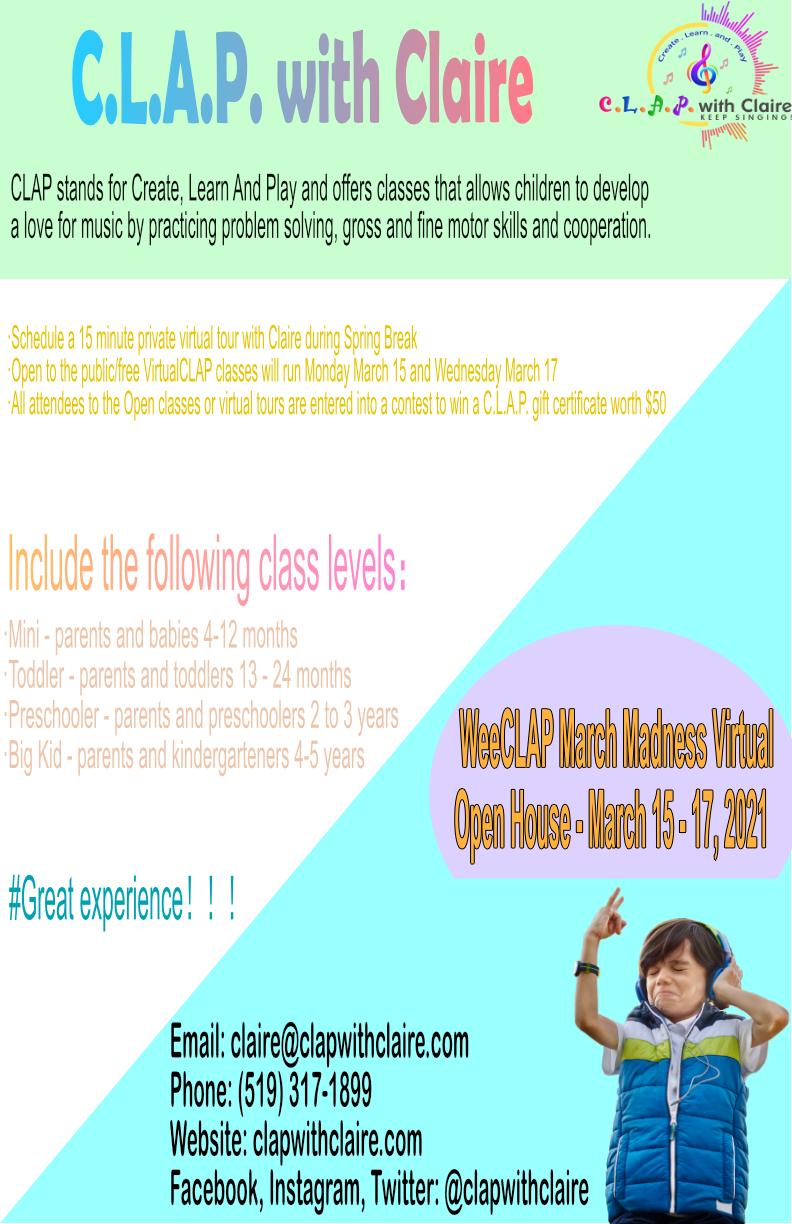 C.L.A.P. with Claire
Create . Learn . and . Play
C.L.A.P. with Claire
KEEP SINGING!
CLAP stands for Create, Learn And Play and offers classes that allows children to develop
a love for music by practicing problem solving, gross and fine motor skills and cooperation.
·Schedule a 15 minute private virtual tour with Claire during Spring Break
·Open to the public/free VirtualCLAP classes will run Monday March 15 and Wednesday March 17
·All attendees to the Open classes or virtual tours are entered into a contest to win a C.L.A.P. gift certificate worth $50
Include the following class levels：
·Mini - parents and babies 4-12 months
·Toddler - parents and toddlers 13 - 24 months
·Preschooler - parents and preschoolers 2 to 3 years
·Big Kid - parents and kindergarteners 4-5 years
WeeCLAP March Madness Virtual
Open House - March 15 - 17, 2021
#Great experience！！！
Email: claire@clapwithclaire.com
Phone: (519) 317-1899
Website: clapwithclaire.com
Facebook, Instagram, Twitter: @clapwithclaire